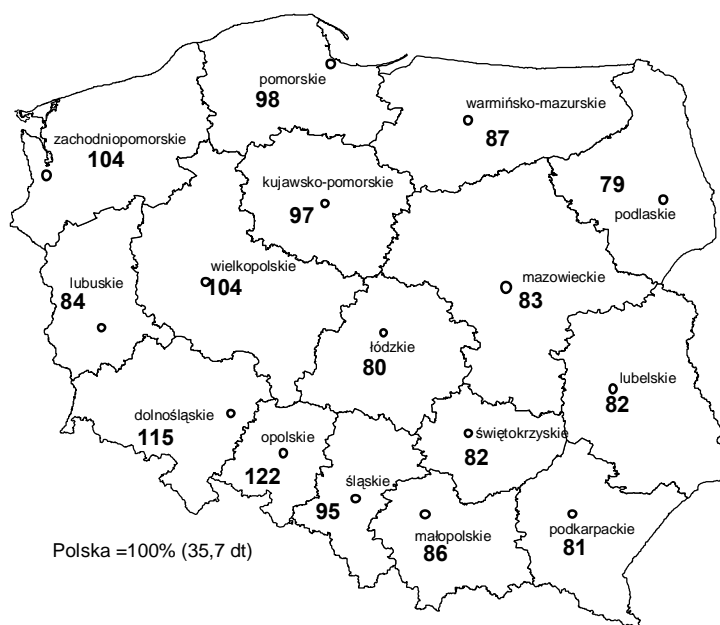 pomorskie
98
warmińsko-mazurskie
87
zachodniopomorskie
104
kujawsko-pomorskie
97
79
podlaskie
wielkopolskie
104
mazowieckie
83
lubuskie
84
łódzkie
80
lubelskie
82
dolnośląskie
115
opolskie
122
świętokrzyskie
82
śląskie
95
małopolskie
86
podkarpackie
81
Polska =100% (35,7 dt)